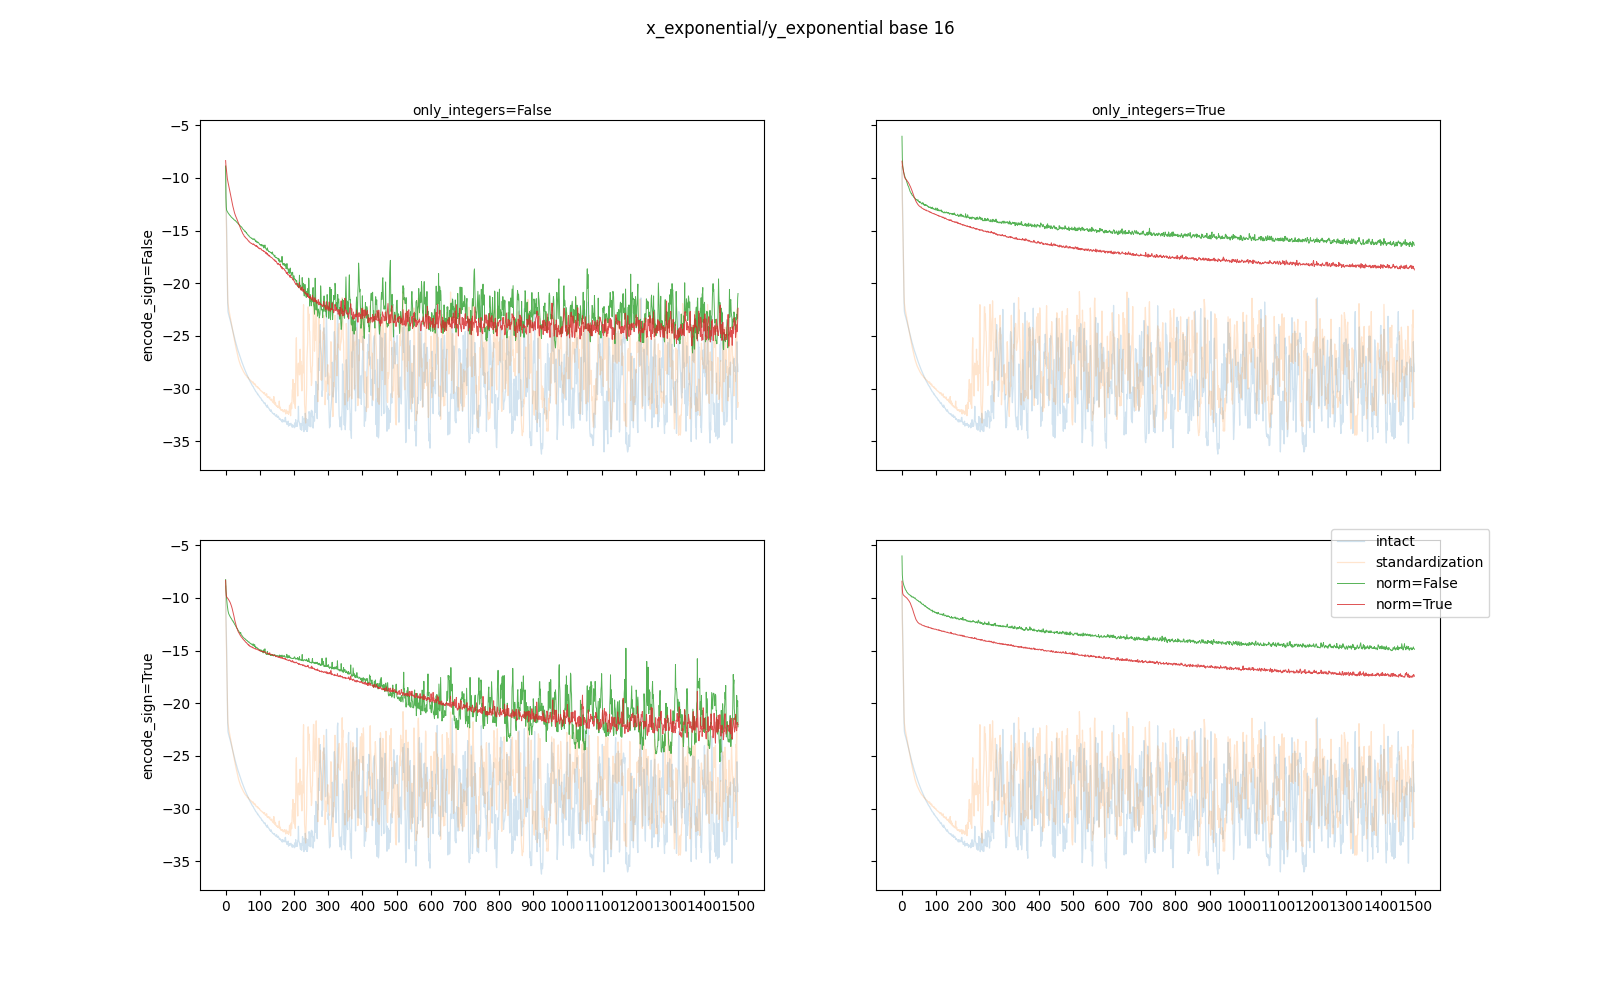 x_exponential/y_exponential base 16
only_integers=False
only_integers=True
encode_sign=False
−5
−10
−15
−20
−25
−30
−35
encode_sign=True
−5
−10
−15
−20
−25
−30
−35
0 100 200 300 400 500 600 700 800 900 1000 1100 1200 1300 1400 1500
intact
standardization
norm=False
norm=True
0 100 200 300 400 500 600 700 800 900 1000 1100 1200 1300 1400 1500